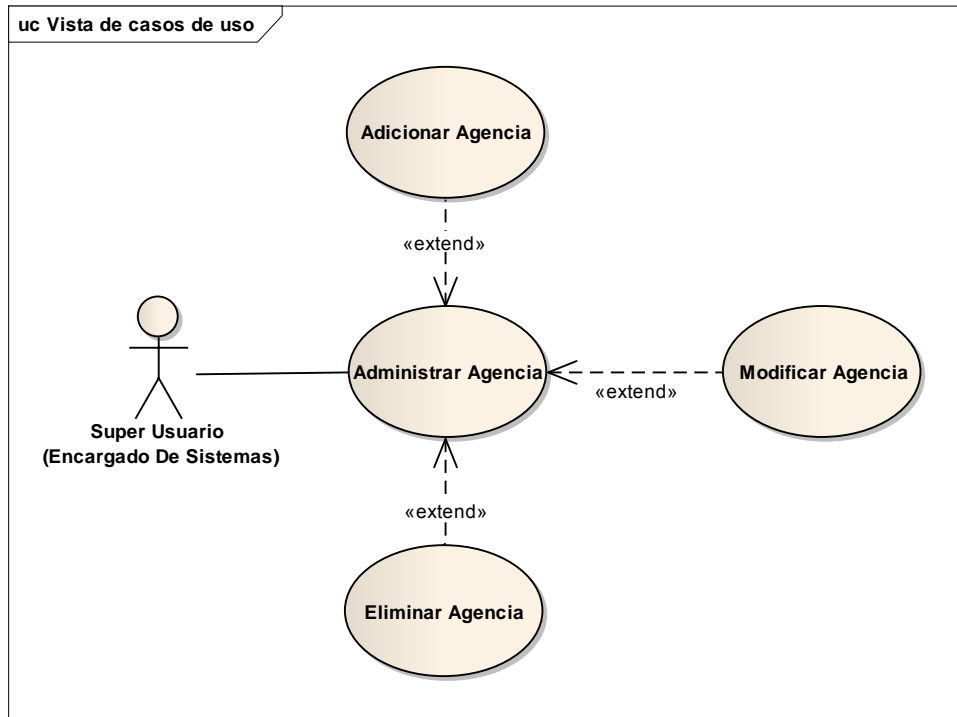 uc Vista de casos de uso
Adicionar Agencia
«extend»
Administrar Agencia
«extend»
Modificar Agencia
Super Usuario
(Encargado De Sistemas)
«extend»
Eliminar Agencia